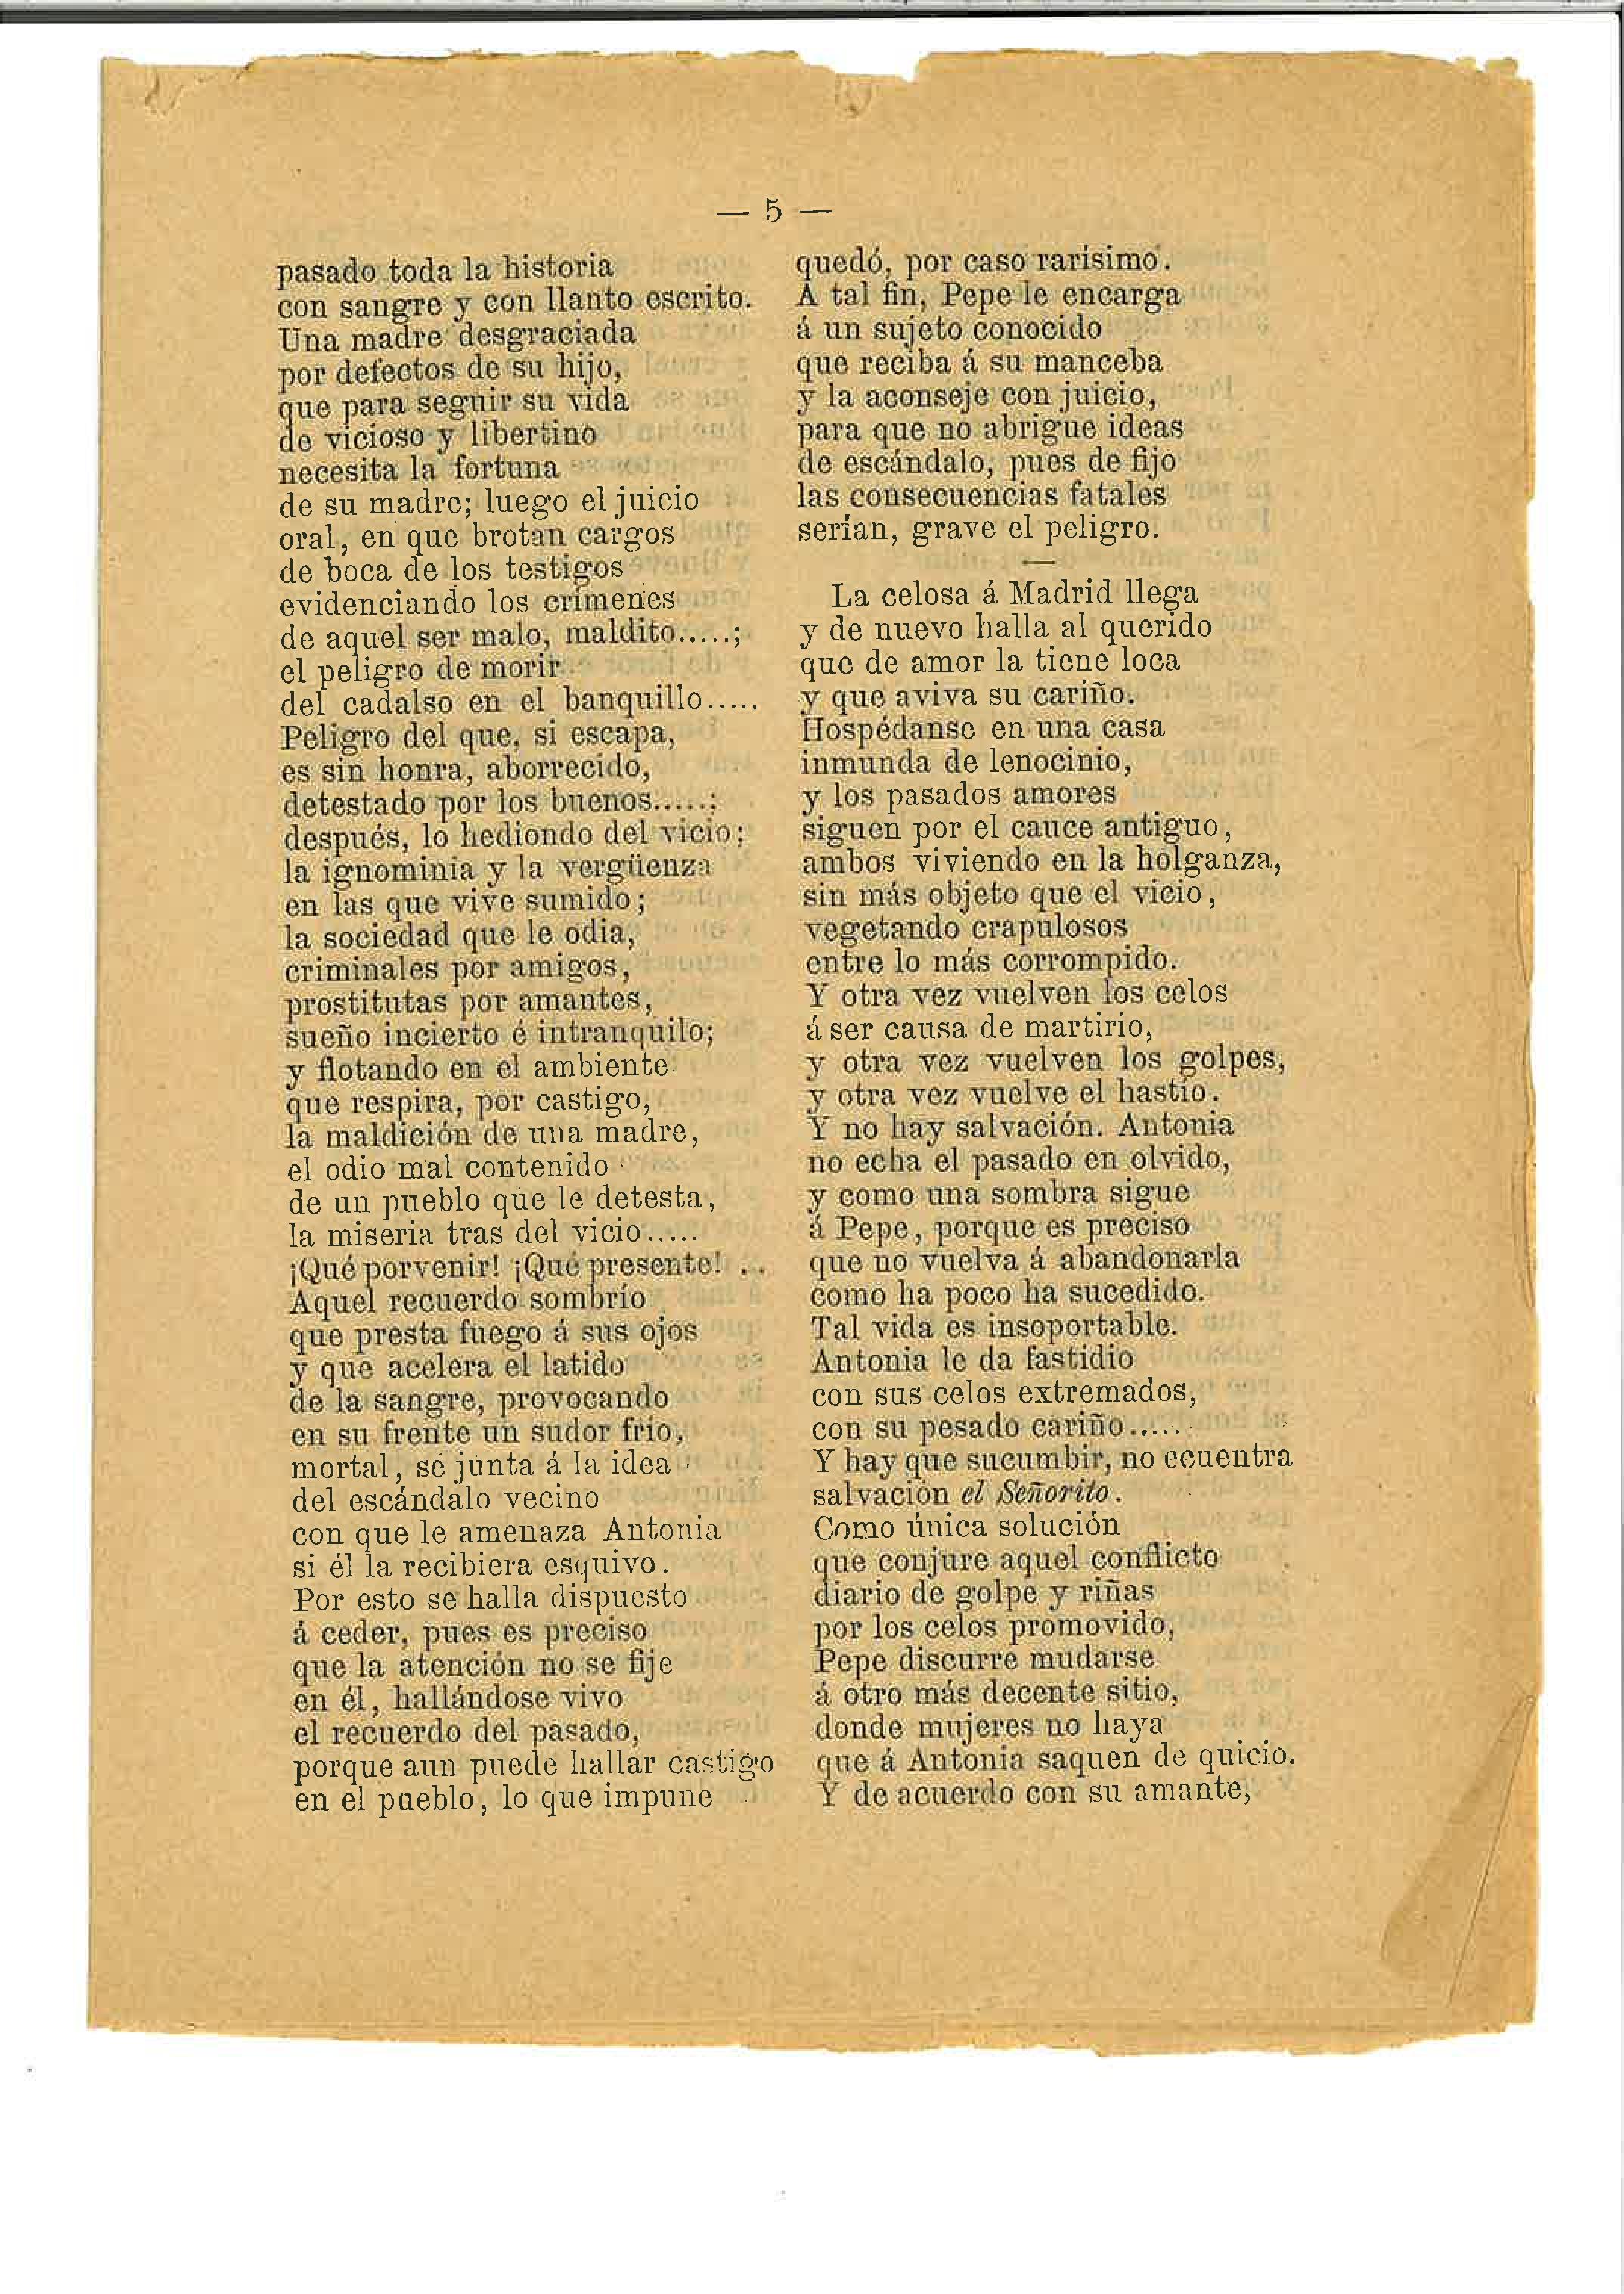 — 5 —
pasado toda la historia
con sangre y con llanto escrito.
Una madre desgraciada
por defectos de su hijo,
que para seguir su vida
de vicioso y libertino
necesita la fortuna
de su madre; luego el juicio
oral, en que brotan cargos
de boca de los testigos
evidenciando los crímenes
de aquel ser malo, maldito.....;
el peligro de morir
del cadalso en el banquillo.....
Peligro del que, si escapa,
es sin honra, aborrecido,
detestado por los buenos.....;
después, lo hediondo del vicio;
la ignominia y la vergüenza
en las que vive sumido;
la sociedad que le odia,
criminales por amigos,
prostitutas por amantes,
sueño incierto é intranquilo;
y flotando en el ambiente
que respira, por castigo,
la maldición de una madre,
el odio mal contenido
de un pueblo que le detesta,
la miseria tras del vicio.....
¡Qué porvenir! ¡Qué presente! . .
Aquel recuerdo sombrío
que presta fuego á sus ojos
y que acelera el latido
de la sangre, provocando
en su frente un sudor frío,
mortal, se junta á la idea
del escándalo vecino
con que le amenaza Antonia
si él la recibiera esquivo.
Por esto se halla dispuesto
á ceder, pues es preciso
que la atención no se fije
en él, hallándose vivo
el recuerdo del pasado,
porque aun puede hallar castigo
en el pueblo, lo que impune
quedó, por caso rarísimo.
A tal fin, Pepe le encarga
á un sujeto conocido
que reciba á su manceba
y la aconseje con juicio,
para que no abrigue ideas
de escándalo, pues de fijo
las consecuencias fatales
serían, grave el peligro.
—
La celosa á Madrid llega
y de nuevo halla al querido
que de amor la tiene loca
y que aviva su cariño.
Hospédanse en una casa
inmunda de lenocinio,
y los pasados amores
siguen por el cauce antiguo,
ambos viviendo en la holganza,
sin más objeto que el vicio,
vegetando crapulosos
entre lo más corrompido.
Y otra vez vuelven los celos
á ser causa de martirio,
y otra vez vuelven los golpes,
y otra vez vuelve el hastío.
Y no hay salvación. Antonia
no echa el pasado en olvido,
y como una sombra sigue
á Pepe, porque es preciso
que no vuelva á abandonarla
como ha poco ha sucedido.
Tal vida es insoportable.
Antonia le da fastidio
con sus celos extremados,
con su pesado cariño.....
Y hay que sucumbir, no ecuentra
salvación el Señorito.
Como única solución
que conjure aquel conflicto
diario de golpe y riñas
por los celos promovido,
Pepe discurre mudarse
á otro más decente sitio,
donde mujeres no haya
que á Antonia saquen de quicio.
Y de acuerdo con su amante,